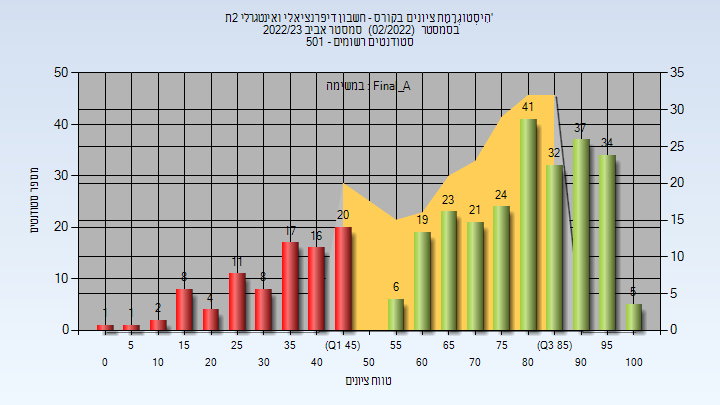 היסטוגרמת ציונים בקורס - חשבון דיפרנציאלי ואינטגרלי 2ת'
בסמסטר (02/2022) סמסטר אביב 2022/23
סטודנטים רשומים - 501
במשימה : Final_A
מספר סטודנטים
50 40 30 20 10 0
35 30 25 20 15 10 5 0
1 1 2 8 4 11 8 17 16 20 6 19 23 21 24 41 32 37 34 5
5 15 25 35 (Q1 45) 55 65 75 (Q3 85) 95
0 10 20 30 40 50 60 70 80 90 100
טווח ציונים